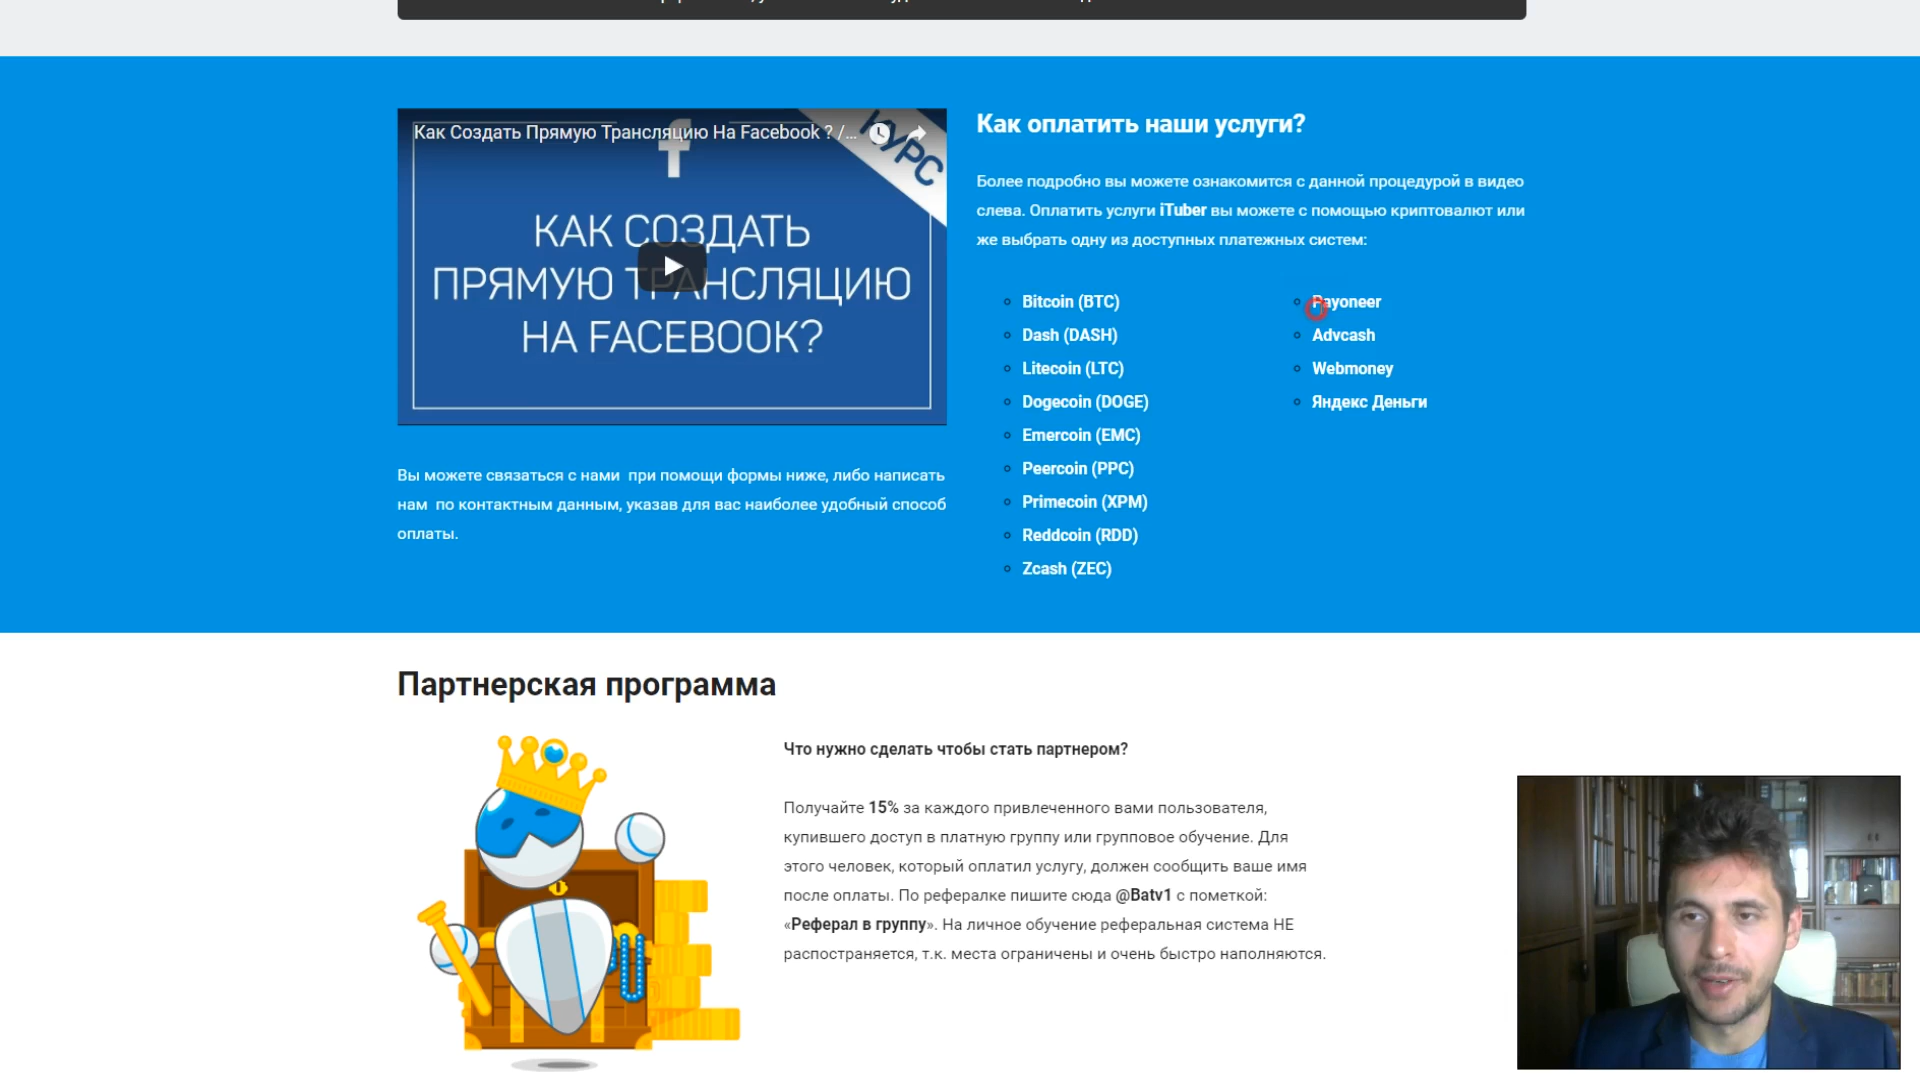 Как Создать Прямую Трансляцию На Facebook ? /...
КУРС
КАК СОЗДАТЬ
ПРЯМУЮ ТРАНСЛЯЦИЮ
НА FACEBOOK?
Вы можете связаться с нами при помощи формы ниже, либо написать
нам по контактным данным, указав для вас наиболее удобный способ
оплаты.
Как оплатить наши услуги?
Более подробно вы можете ознакомится с данной процедурой в видео
слева. Оплатить услуги iTuber вы можете с помощью криптовалют или
же выбрать одну из доступных платежных систем:
Bitcoin (BTC)
Dash (DASH)
Litecoin (LTC)
Dogecoin (DOGE)
Emercoin (EMC)
Peercoin (PPC)
Primecoin (XPM)
Reddcoin (RDD)
Zcash (ZEC)
Payoneer
Advcash
Webmoney
Яндекс Деньги
Партнерская программа
Что нужно сделать чтобы стать партнером?
Получайте 15% за каждого привлеченного вами пользователя,
купившего доступ в платную группу или групповое обучение. Для
этого человек, который оплатил услугу, должен сообщить ваше имя
после оплаты. По рефералке пишите сюда @Batv1 с пометкой:
«Реферал в группу». На личное обучение реферальная система НЕ
распостраняется, т.к. места ограничены и очень быстро наполняются.